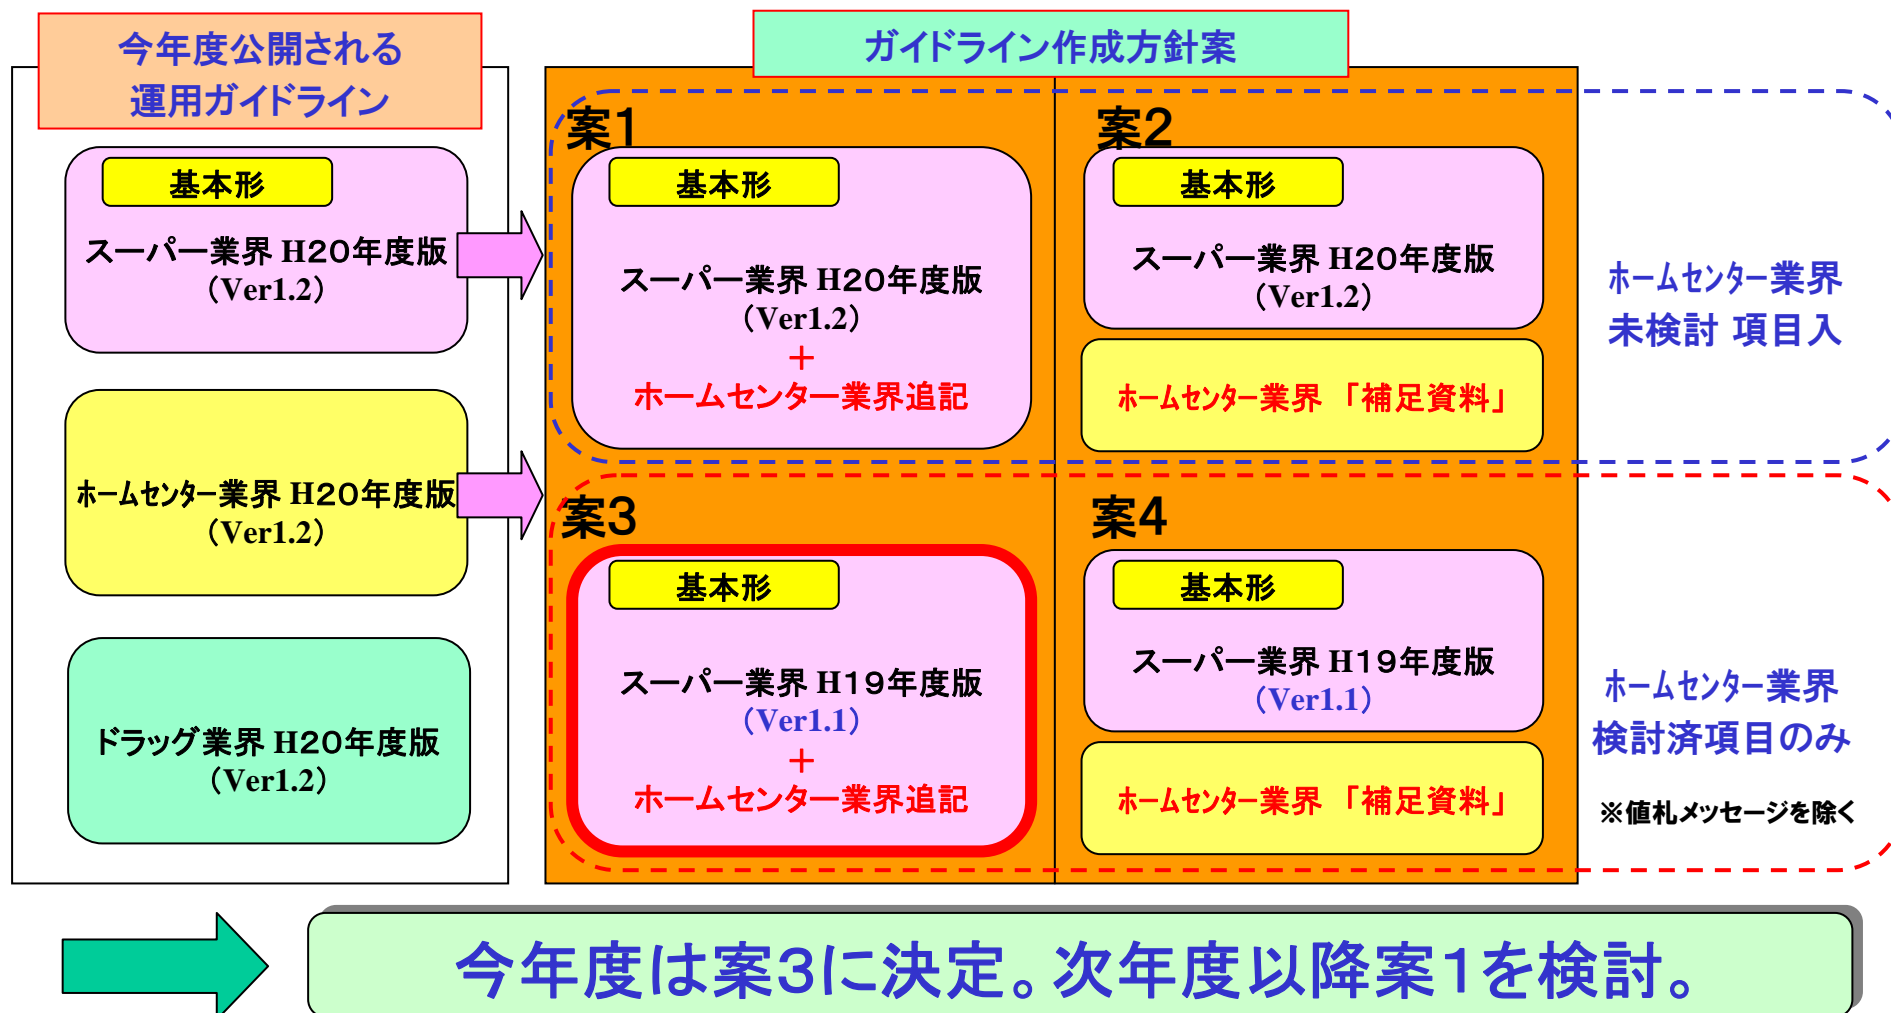 今年度公開される
運用ガイドライン
基本形
スーパー業界 H20年度版
（Ver1.2）
ホームセンター業界 H20年度版
（Ver1.2）
ドラッグ業界 H20年度版
（Ver1.2）
ガイドライン作成方針案
案1
基本形
スーパー業界 H20年度版
（Ver1.2）
＋
ホームセンター業界追記
案2
基本形
スーパー業界 H20年度版
（Ver1.2）
ホームセンター業界 「補足資料」
ホームセンター業界
未検討 項目入
案3
基本形
スーパー業界 H19年度版
（Ver1.1）
＋
ホームセンター業界追記
案4
基本形
スーパー業界 H19年度版
（Ver1.1）
ホームセンター業界 「補足資料」
ホームセンター業界
検討済項目のみ
※値札メッセージを除く
今年度は案3に決定。次年度以降案1を検討。